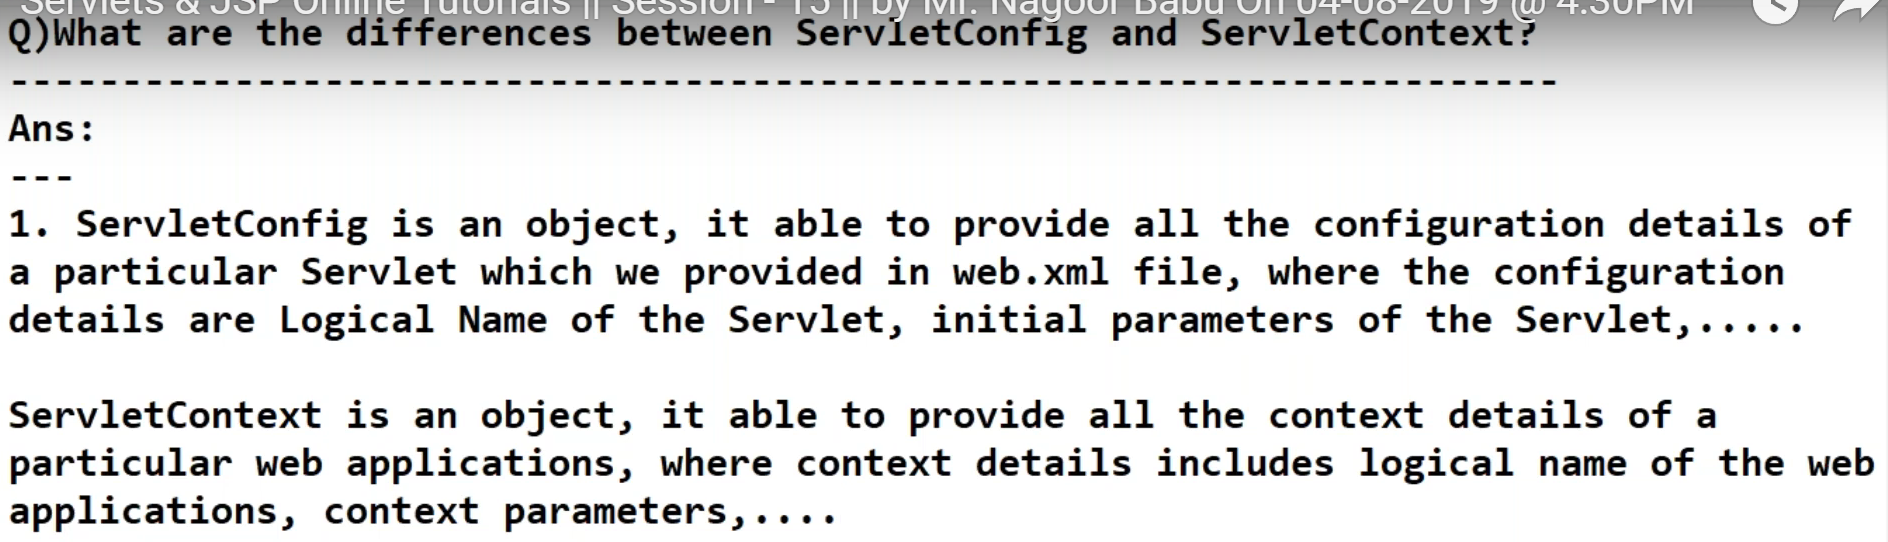 Servlets & JSP Online Tutorials || Session - 15 || by Mr. Nagoor Babu On 04-08-2019 @ 4:30PM
Q)What are the differences between ServletConfig and ServletContext?
---------------------------------------------------------------------
Ans:
---
1. ServletConfig is an object, it able to provide all the configuration details of
a particular Servlet which we provided in web.xml file, where the configuration
details are Logical Name of the Servlet, initial parameters of the Servlet,.....
ServletContext is an object, it able to provide all the context details of a
particular web applications, where context details includes logical name of the web
applications, context parameters,....